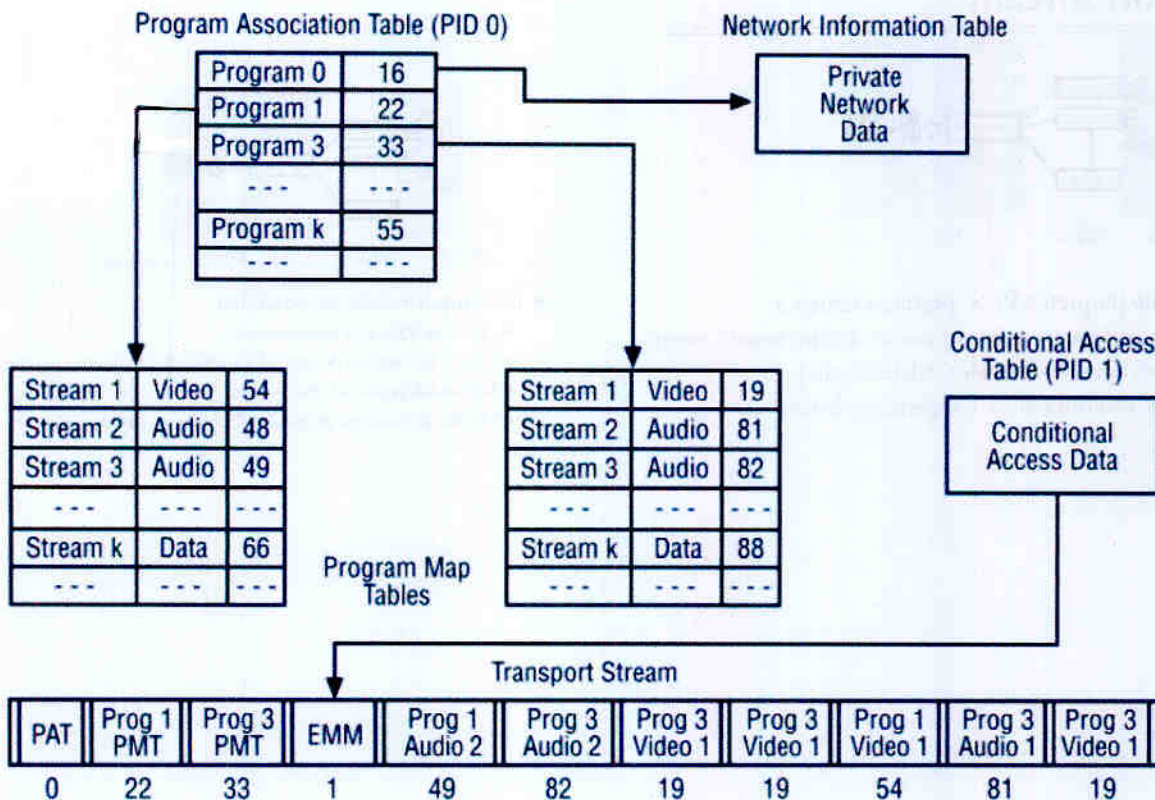 Program Association Table (PID 0)
Network Information Table
Program 0 16
Program 1 22
Program 3 33
- - - - - -
Program k 55
- - - - - -
Private
Network
Data
Conditional Access
Table (PID 1)
Conditional
Access Data
Stream 1 Video 54
Stream 2 Audio 48
Stream 3 Audio 49
- - - - - - - - -
Stream k Data 66
- - - - - - - - -
Program Map
Tables
Stream 1 Video 19
Stream 2 Audio 81
Stream 3 Audio 82
- - - - - - - - -
Stream k Data 88
- - - - - - - - -
Transport Stream
PAT
Prog 1
PMT
Prog 3
PMT
EMM
Prog 1
Audio 2
Prog 3
Audio 2
Prog 3
Video 1
Prog 3
Video 1
Prog 1
Video 1
Prog 3
Audio 1
Prog 3
Video 1
0 22 33 1 49 82 19 19 54 81 19